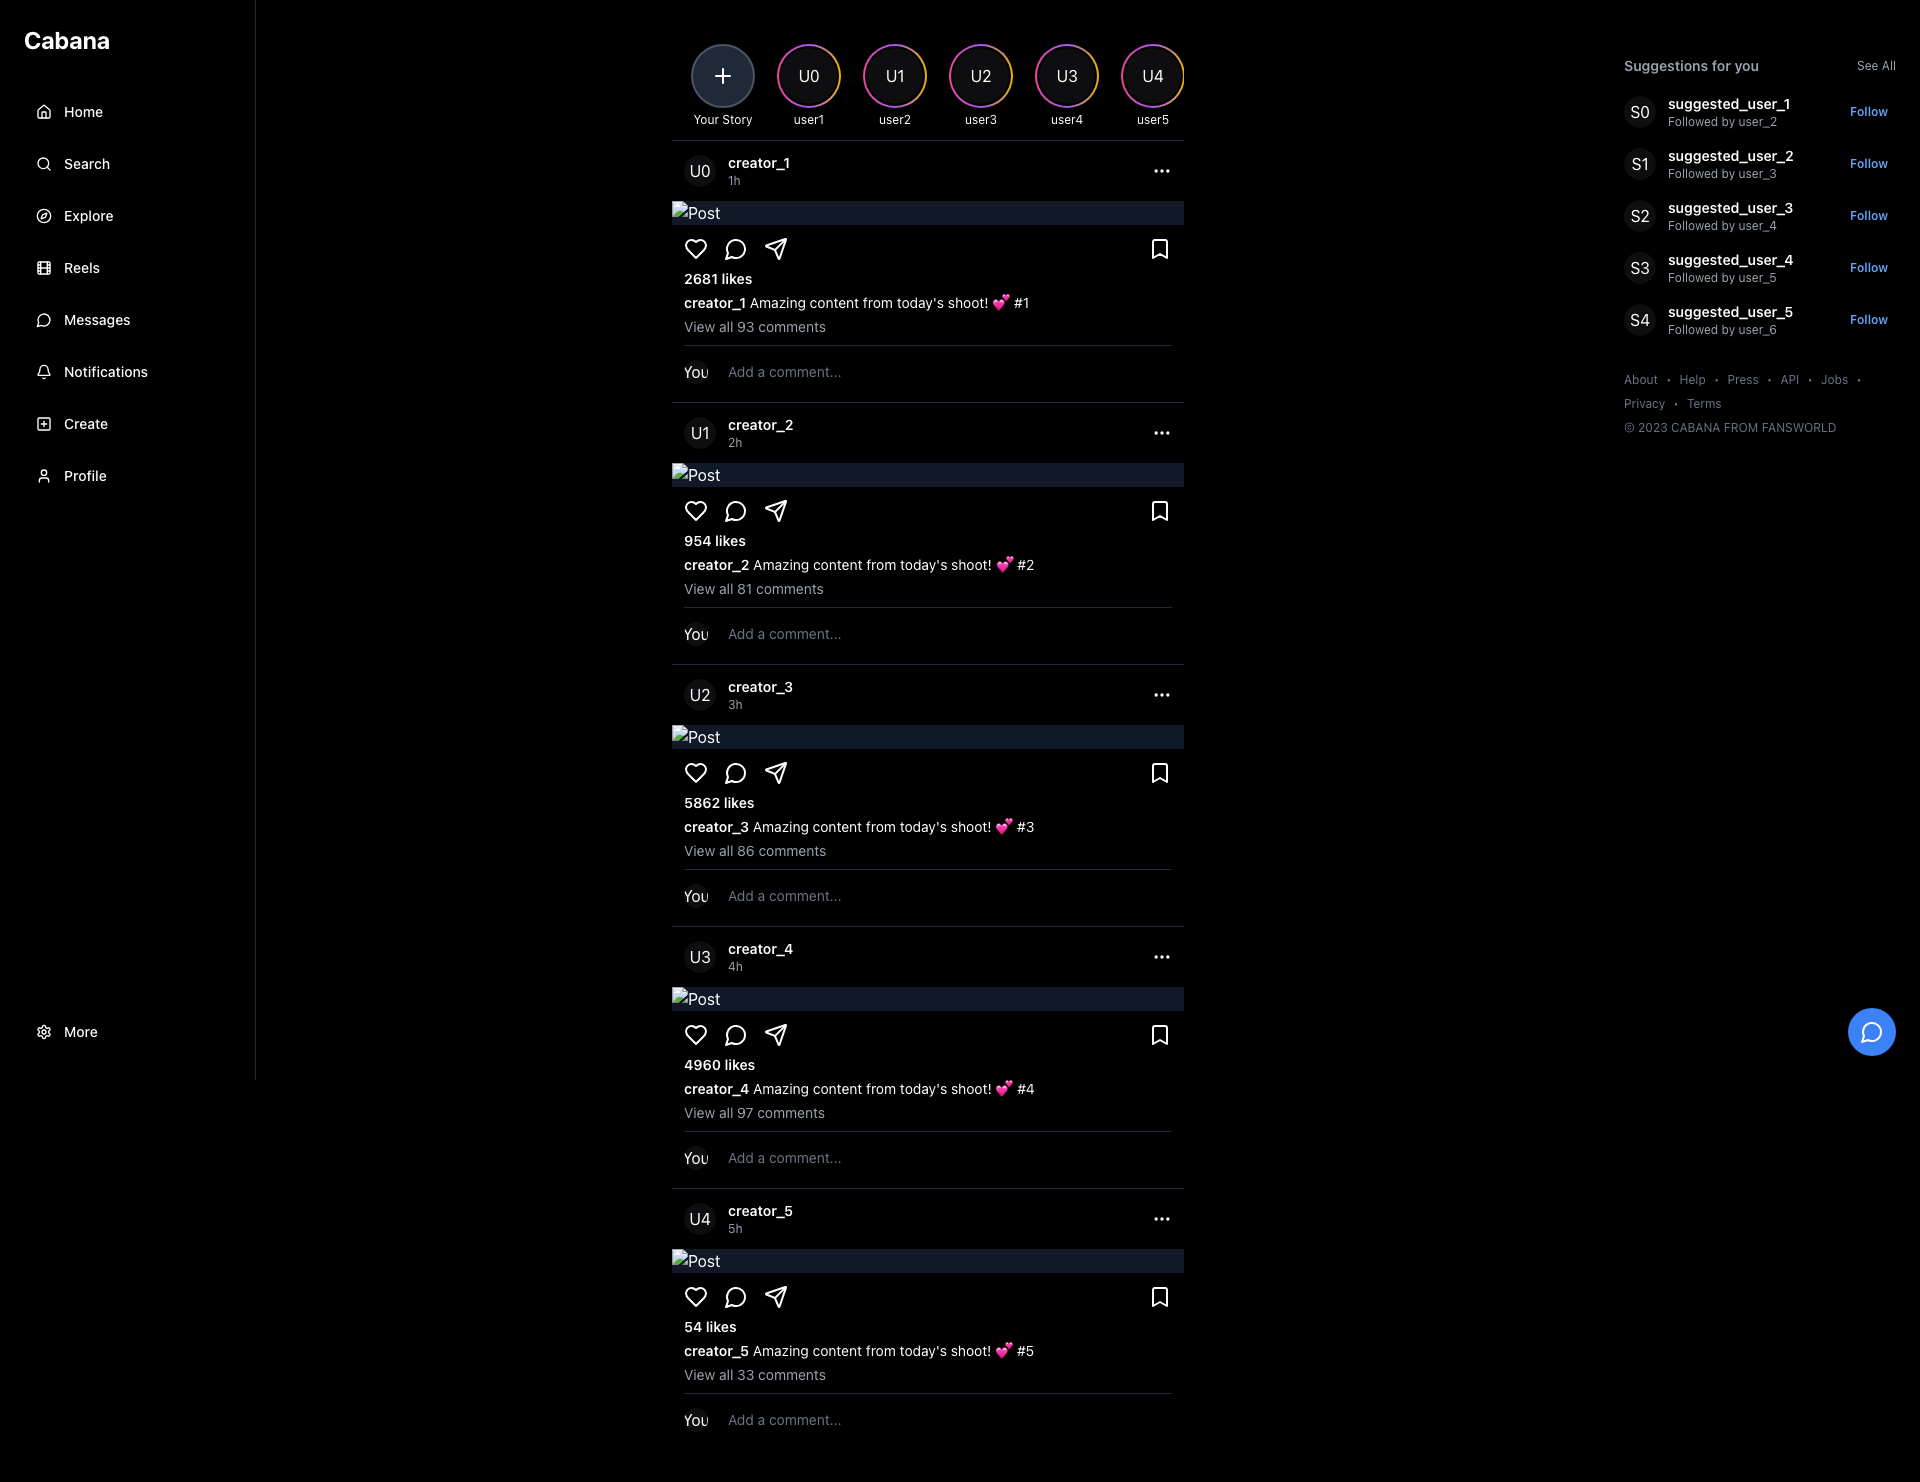 Cabana
Home
Search
Explore
Reels
Messages
Notifications
Create
Profile
More
U0 U1 U2 U3 U4
Your Story user1 user2 user3 user4 user5
U0 creator_1
1h
Post
2681 likes
creator_1 Amazing content from today's shoot! 💕 #1
View all 93 comments
You Add a comment...
U1 creator_2
2h
Post
954 likes
creator_2 Amazing content from today's shoot! 💕 #2
View all 81 comments
You Add a comment...
U2 creator_3
3h
Post
5862 likes
creator_3 Amazing content from today's shoot! 💕 #3
View all 86 comments
You Add a comment...
U3 creator_4
4h
Post
4960 likes
creator_4 Amazing content from today's shoot! 💕 #4
View all 97 comments
You Add a comment...
U4 creator_5
5h
Post
54 likes
creator_5 Amazing content from today's shoot! 💕 #5
View all 33 comments
You Add a comment...
Suggestions for you See All
S0 suggested_user_1 Follow
Followed by user_2
S1 suggested_user_2 Follow
Followed by user_3
S2 suggested_user_3 Follow
Followed by user_4
S3 suggested_user_4 Follow
Followed by user_5
S4 suggested_user_5 Follow
Followed by user_6
About • Help • Press • API • Jobs •
Privacy • Terms
© 2023 CABANA FROM FANSWORLD